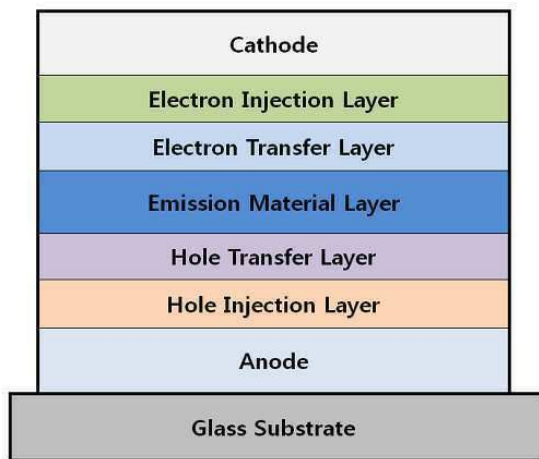 Cathode
Electron Injection Layer
Electron Transfer Layer
Emission Material Layer
Hole Transfer Layer
Hole Injection Layer
Anode
Glass Substrate